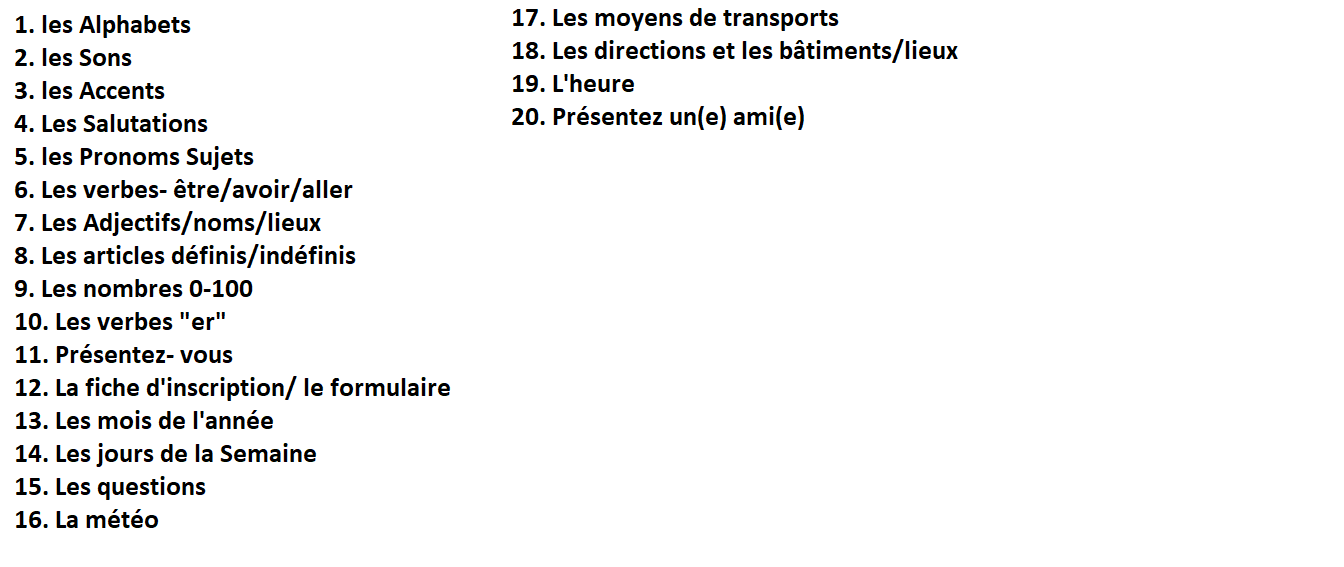 1. les Alphabets
2. les Sons
3. les Accents
4. Les Salutations
5. les Pronoms Sujets
6. Les verbes- être/avoir/aller
7. Les Adjectifs/noms/lieux
8. Les articles définis/indéfinis
9. Les nombres 0-100
10. Les verbes "er"
11. Présentez- vous
12. La fiche d'inscription/ le formulaire
13. Les mois de l'année
14. Les jours de la Semaine
15. Les questions
16. La météo
17. Les moyens de transports
18. Les directions et les bâtiments/lieux
19. L'heure
20. Présentez un(e) ami(e)